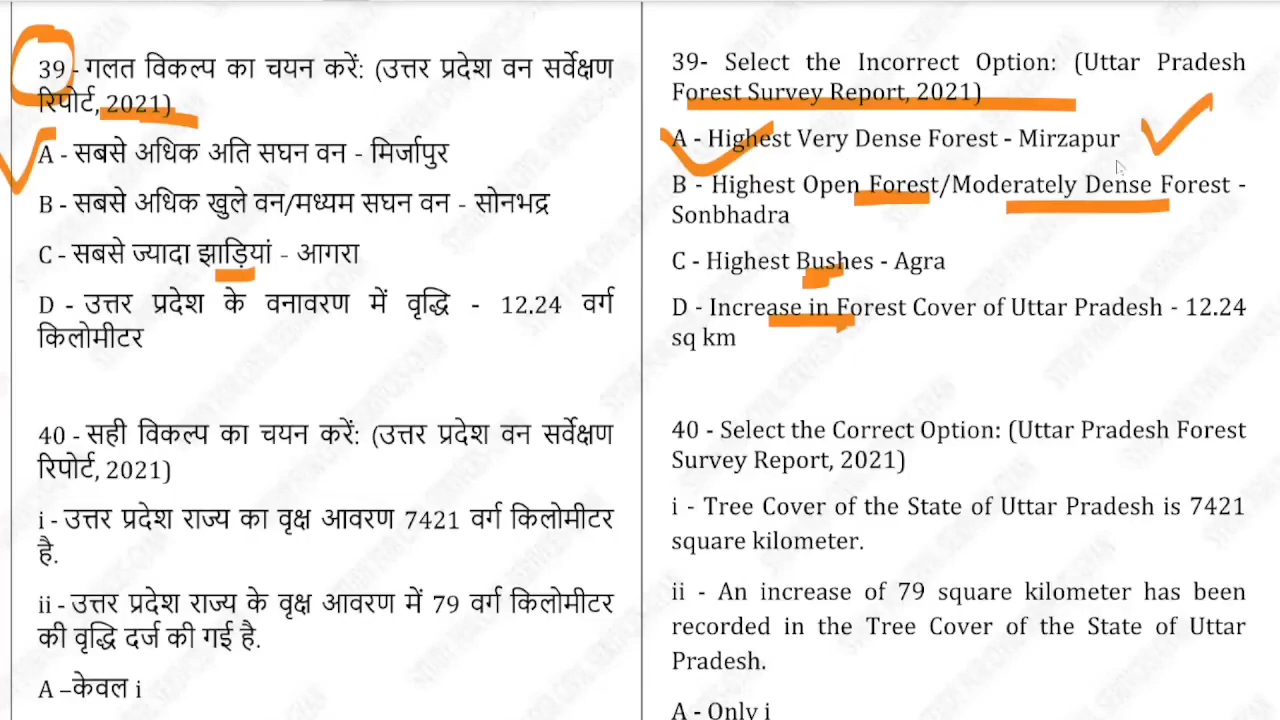 39 - गलत विकल्प का चयन करें: (उत्तर प्रदेश वन सर्वेक्षण
रिपोर्ट, 2021)
A - सबसे अधिक अति सघन वन - मिर्जापुर
B - सबसे अधिक खुले वन/मध्यम सघन वन - सोनभद्र
C - सबसे ज्यादा झाड़ियां - आगरा
D - उत्तर प्रदेश के वनावरण में वृद्धि - 12.24 वर्ग
किलोमीटर
40 - सही विकल्प का चयन करें: (उत्तर प्रदेश वन सर्वेक्षण
रिपोर्ट, 2021)
i - उत्तर प्रदेश राज्य का वृक्ष आवरण 7421 वर्ग किलोमीटर
है.
ii - उत्तर प्रदेश राज्य के वृक्ष आवरण में 79 वर्ग किलोमीटर
की वृद्धि दर्ज की गई है.
A –केवल i
39- Select the Incorrect Option: (Uttar Pradesh
Forest Survey Report, 2021)
A - Highest Very Dense Forest - Mirzapur
B - Highest Open Forest/Moderately Dense Forest -
Sonbhadra
C - Highest Bushes - Agra
D - Increase in Forest Cover of Uttar Pradesh - 12.24
sq km
40 - Select the Correct Option: (Uttar Pradesh Forest
Survey Report, 2021)
i - Tree Cover of the State of Uttar Pradesh is 7421
square kilometer.
ii - An increase of 79 square kilometer has been
recorded in the Tree Cover of the State of Uttar
Pradesh.
A - Only i